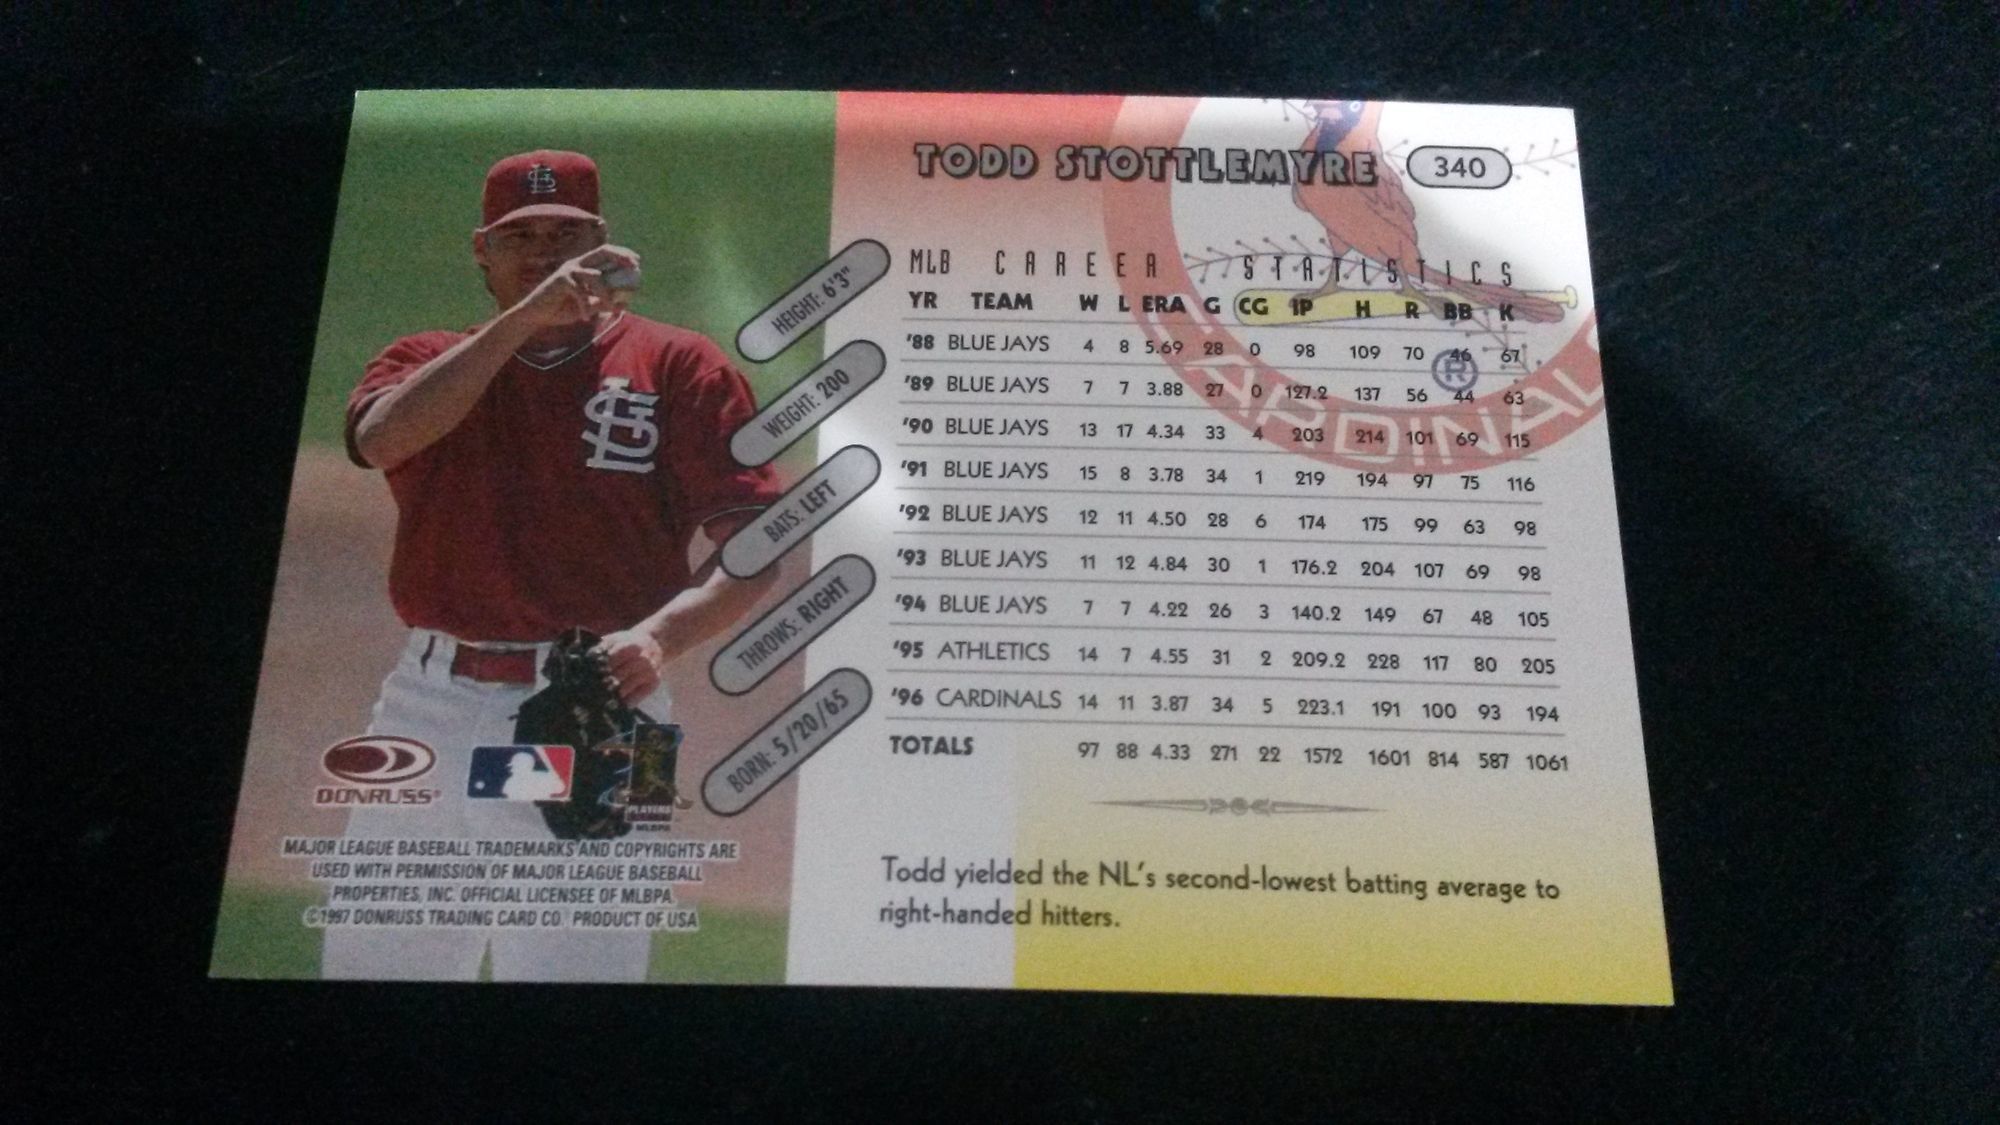 TODD STOTTLEMYRE 340
MLB CAREER STATISTICS
YR TEAM W L ERA G CG IP H R BB K
'88 BLUE JAYS 4 8 5.69 28 0 98 109 70 46 67
'89 BLUE JAYS 7 7 3.88 27 0 127.2 137 56 44 63
'90 BLUE JAYS 13 17 4.34 33 4 203 214 101 69 115
'91 BLUE JAYS 15 8 3.78 34 1 219 194 97 75 116
'92 BLUE JAYS 12 11 4.50 28 6 174 175 99 63 98
'93 BLUE JAYS 11 12 4.84 30 1 176.2 204 107 69 98
'94 BLUE JAYS 7 7 4.22 26 3 140.2 149 67 48 105
'95 ATHLETICS 14 7 4.55 31 2 209.2 228 117 80 205
'96 CARDINALS 14 11 3.87 34 5 223.1 191 100 93 194
TOTALS 97 88 4.33 271 22 1572 1601 814 587 1061
Todd yielded the NL's second-lowest batting average to
right-handed hitters.
HEIGHT: 6'3"
WEIGHT: 200
BATS: LEFT
THROWS: RIGHT
BORN: 5/20/65
CARDINALS
®
STL
STL
DONRUSS®
PLAYERS
MLBPA
MAJOR LEAGUE BASEBALL TRADEMARKS AND COPYRIGHTS ARE
USED WITH PERMISSION OF MAJOR LEAGUE BASEBALL
PROPERTIES, INC. OFFICIAL LICENSEE OF MLBPA.
©1997 DONRUSS TRADING CARD CO. PRODUCT OF USA